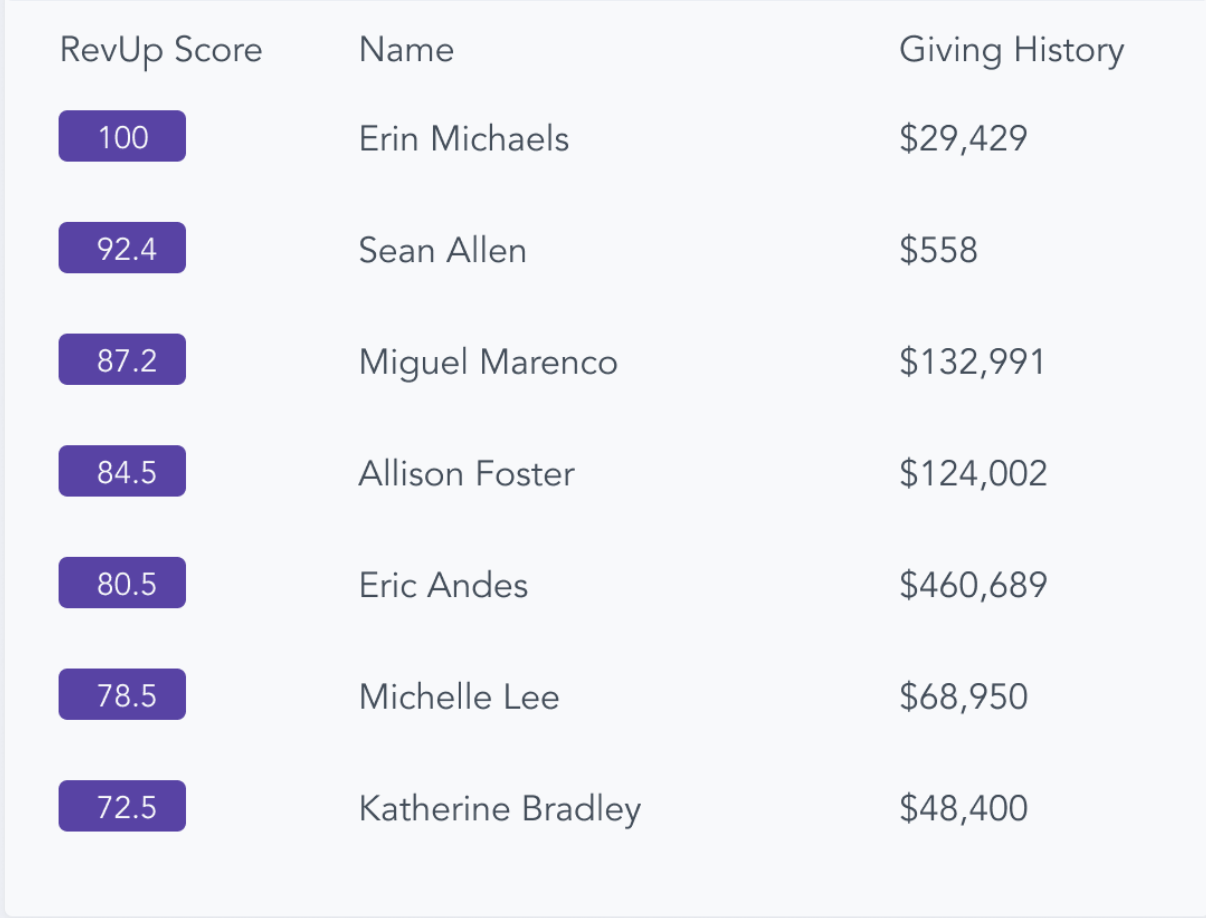 RevUp Score Name Giving History
100 Erin Michaels $29,429
92.4 Sean Allen $558
87.2 Miguel Marenco $132,991
84.5 Allison Foster $124,002
80.5 Eric Andes $460,689
78.5 Michelle Lee $68,950
72.5 Katherine Bradley $48,400